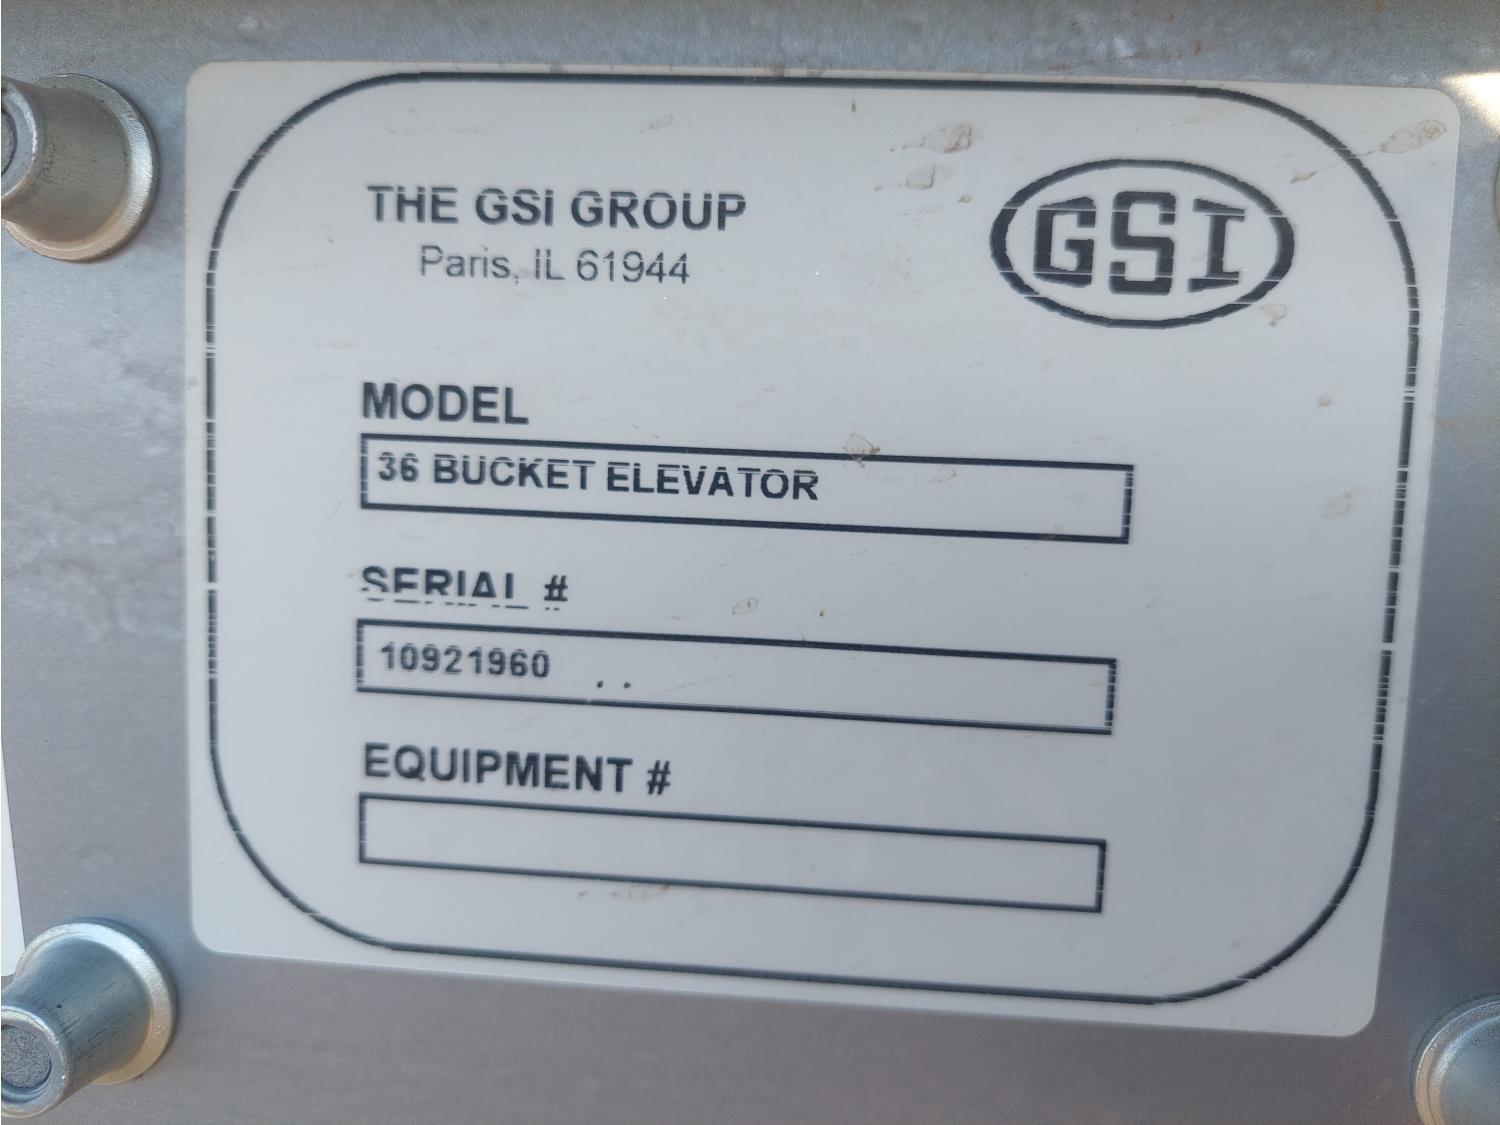 THE GSI GROUP
Paris, IL 61944
GSI
MODEL
36 BUCKET ELEVATOR
SERIAL #
10921960
EQUIPMENT #